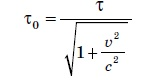 τ₀ = τ / √(1 + v²/c²)